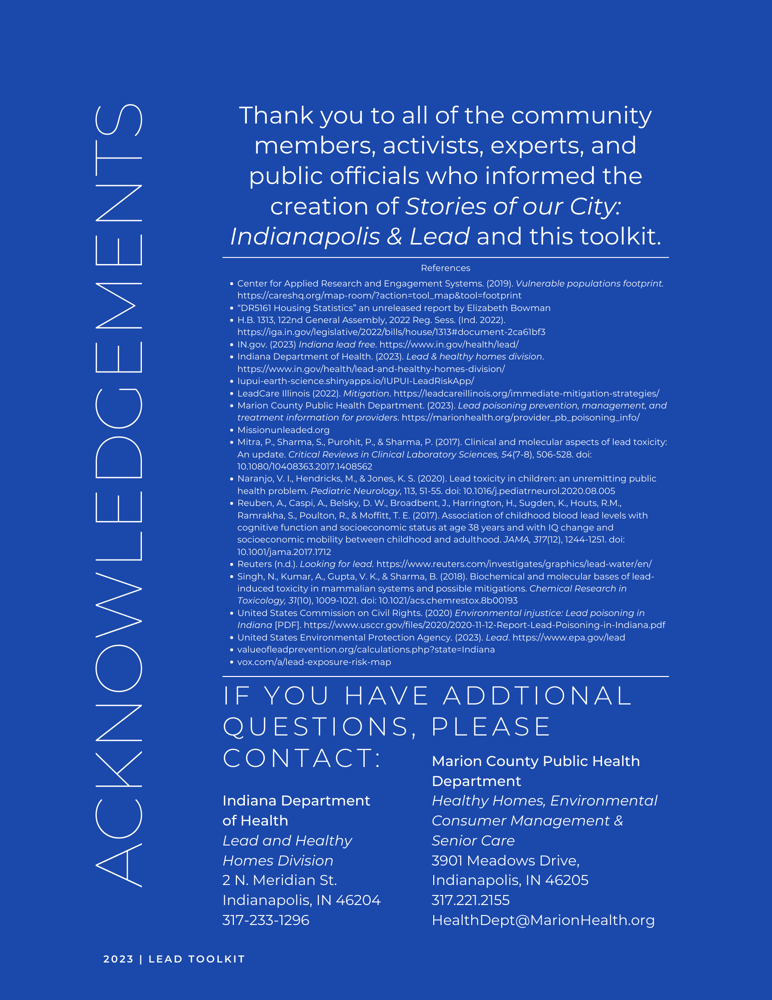 ACKNOWLEDGEMENTS
Thank you to all of the community
members, activists, experts, and
public officials who informed the
creation of Stories of our City:
Indianapolis & Lead and this toolkit.
References
• Center for Applied Research and Engagement Systems. (2019). Vulnerable populations footprint.
https://careshq.org/map-room/?action=tool_map&tool=footprint
• “DR5161 Housing Statistics” an unreleased report by Elizabeth Bowman
• H.B. 1313, 122nd General Assembly, 2022 Reg. Sess. (Ind. 2022).
https://iga.in.gov/legislative/2022/bills/house/1313#document-2ca61bf3
• IN.gov. (2023) Indiana lead free. https://www.in.gov/health/lead/
• Indiana Department of Health. (2023). Lead & healthy homes division.
https://www.in.gov/health/lead-and-healthy-homes-division/
• Iupui-earth-science.shinyapps.io/IUPUI-LeadRiskApp/
• LeadCare Illinois (2022). Mitigation. https://leadcareillinois.org/immediate-mitigation-strategies/
• Marion County Public Health Department. (2023). Lead poisoning prevention, management, and
treatment information for providers. https://marionhealth.org/provider_pb_poisoning_info/
• Missionunleaded.org
• Mitra, P., Sharma, S., Purohit, P., & Sharma, P. (2017). Clinical and molecular aspects of lead toxicity:
An update. Critical Reviews in Clinical Laboratory Sciences, 54(7-8), 506-528. doi:
10.1080/10408363.2017.1408562
• Naranjo, V. I., Hendricks, M., & Jones, K. S. (2020). Lead toxicity in children: an unremitting public
health problem. Pediatric Neurology, 113, 51-55. doi: 10.1016/j.pediatrneurol.2020.08.005
• Reuben, A., Caspi, A., Belsky, D. W., Broadbent, J., Harrington, H., Sugden, K., Houts, R.M.,
Ramrakha, S., Poulton, R., & Moffitt, T. E. (2017). Association of childhood blood lead levels with
cognitive function and socioeconomic status at age 38 years and with IQ change and
socioeconomic mobility between childhood and adulthood. JAMA, 317(12), 1244-1251. doi:
10.1001/jama.2017.1712
• Reuters (n.d.). Looking for lead. https://www.reuters.com/investigates/graphics/lead-water/en/
• Singh, N., Kumar, A., Gupta, V. K., & Sharma, B. (2018). Biochemical and molecular bases of lead-
induced toxicity in mammalian systems and possible mitigations. Chemical Research in
Toxicology, 31(10), 1009-1021. doi: 10.1021/acs.chemrestox.8b00193
• United States Commission on Civil Rights. (2020) Environmental injustice: Lead poisoning in
Indiana [PDF]. https://www.usccr.gov/files/2020/2020-11-12-Report-Lead-Poisoning-in-Indiana.pdf
• United States Environmental Protection Agency. (2023). Lead. https://www.epa.gov/lead
• valueofleadprevention.org/calculations.php?state=Indiana
• vox.com/a/lead-exposure-risk-map
IF YOU HAVE ADDTIONAL
QUESTIONS, PLEASE
CONTACT:
Indiana Department
of Health
Lead and Healthy
Homes Division
2 N. Meridian St.
Indianapolis, IN 46204
317-233-1296
Marion County Public Health
Department
Healthy Homes, Environmental
Consumer Management &
Senior Care
3901 Meadows Drive,
Indianapolis, IN 46205
317.221.2155
HealthDept@MarionHealth.org
2023 | LEAD TOOLKIT